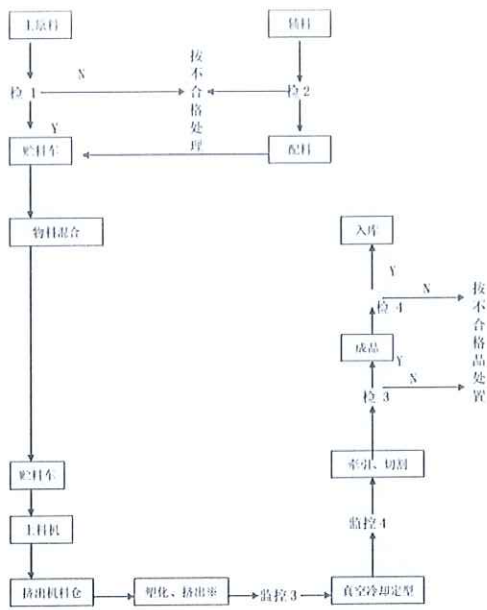 主原料
辅料
按不合格处理
N
检 1
检2
Y
贮料车
配料
物料混合
入库
Y
N
检 4
按不合格品处置
成品
Y
N
检 3
贮料车
牵引、切割
上料机
监控4
挤出机料仓
塑化、挤出※
监控 3
真空冷却定型